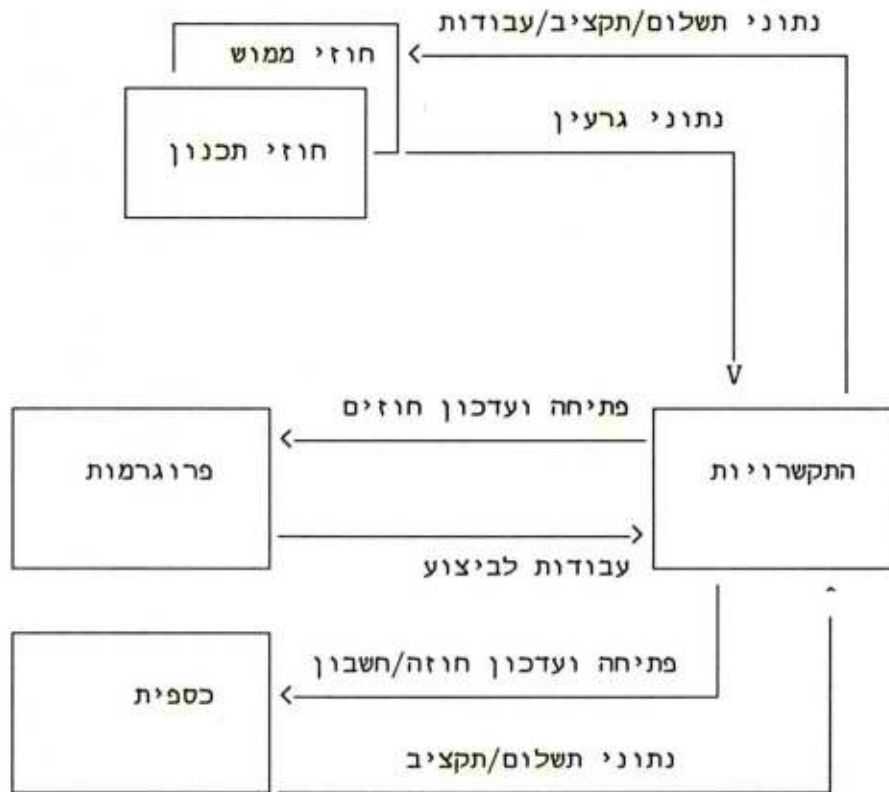 נתוני תשלום/תקציב/עבודות
חוזי ממוש
נתוני גרעין
חוזי תכנון
פתיחה ועדכון חוזים
התקשרויות
פרוגרמות
עבודות לביצוע
פתיחה ועדכון חוזה/חשבון
כספית
נתוני תשלום/תקציב